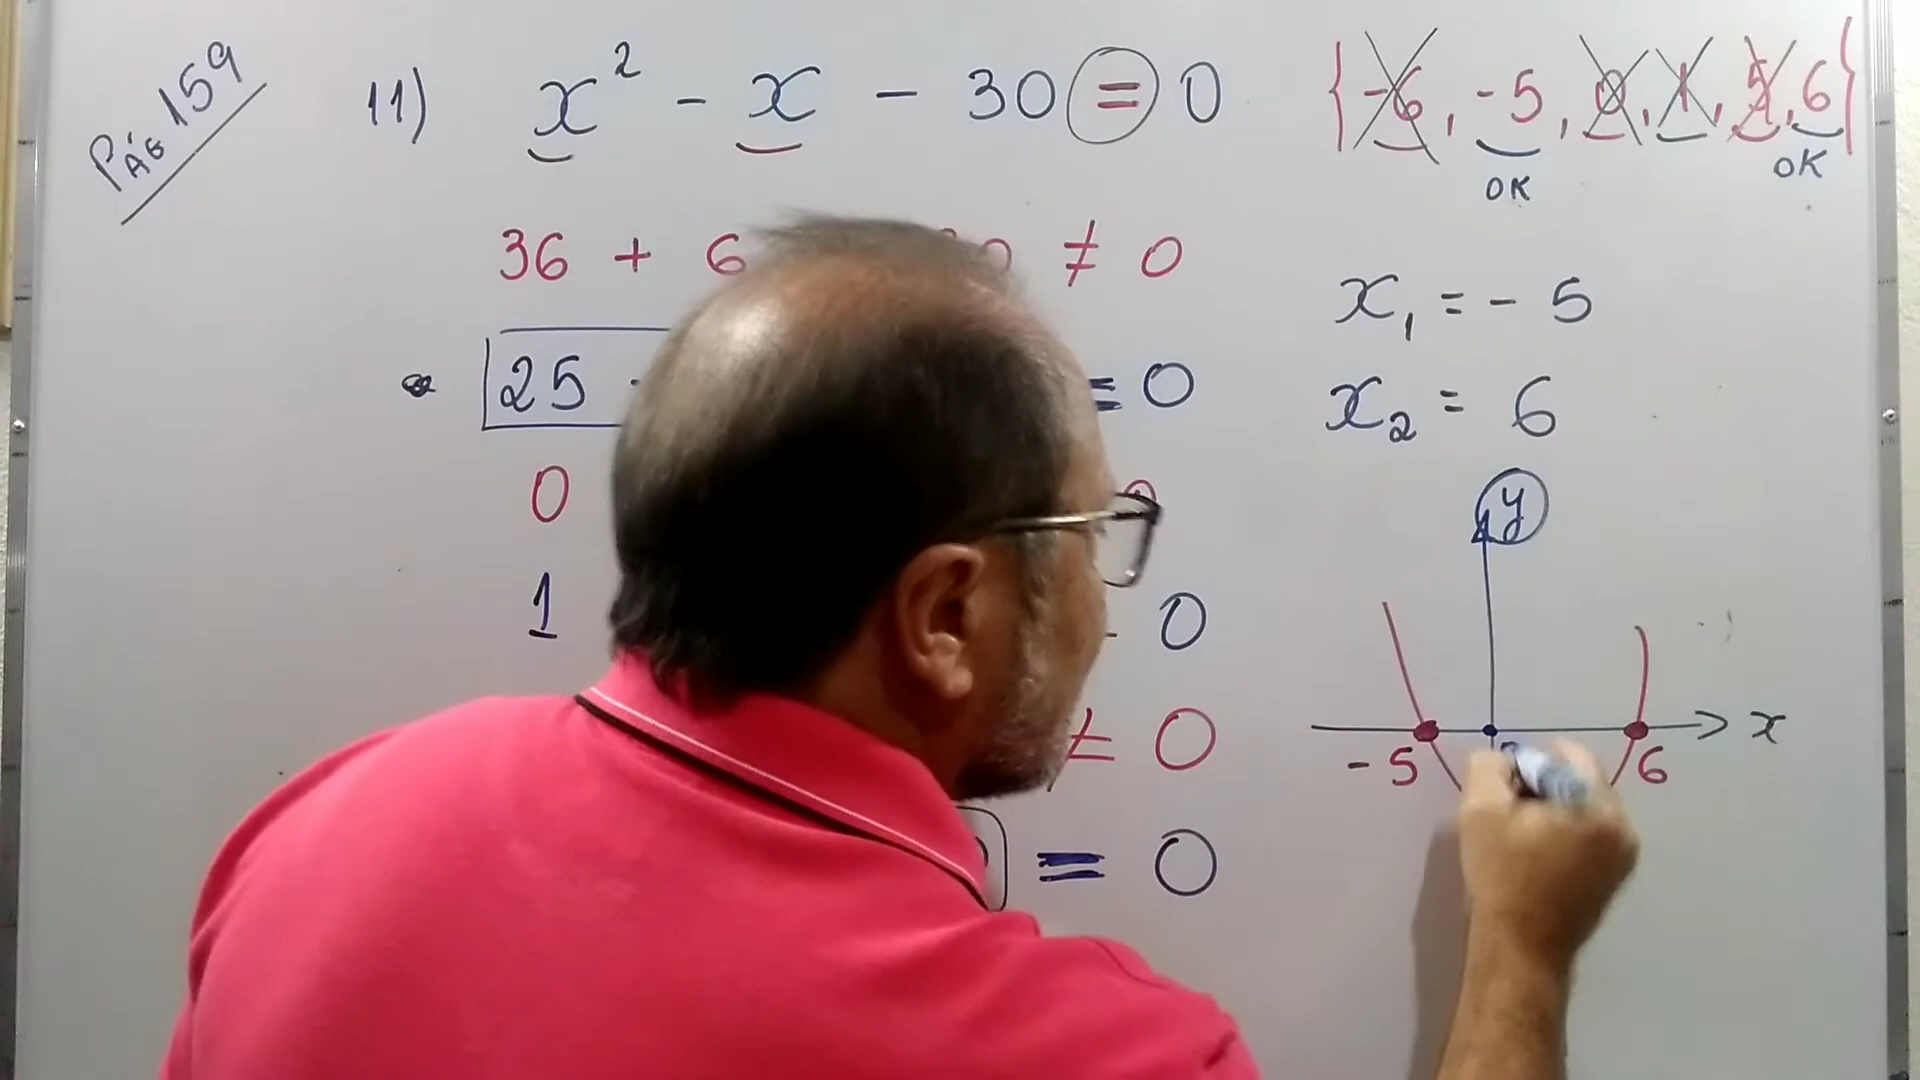 PÁG 159
11) x² - x - 30 = 0
{-6, -5, 0, 1, 5, 6}
OK OK
36 + 6 0 ≠ 0
x₁ = - 5
25 = 0
x₂ = 6
0
y
1 0
≠ 0
x
-5 6
= 0